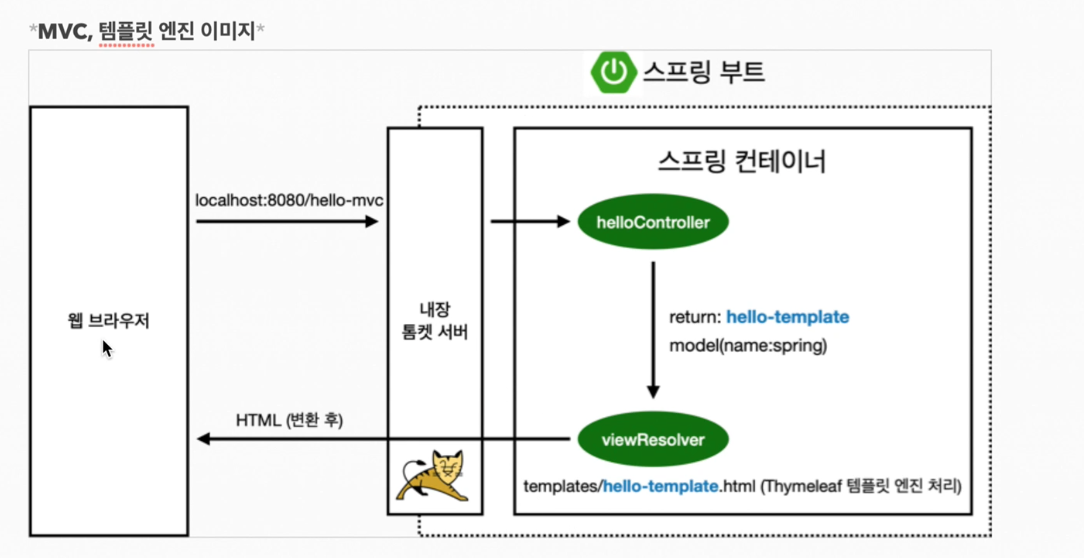 *MVC, 템플릿 엔진 이미지*
스프링 부트
스프링 컨테이너
localhost:8080/hello-mvc
helloController
웹 브라우저
내장
톰켓 서버
return: hello-template
model(name:spring)
HTML (변환 후)
viewResolver
templates/hello-template.html (Thymeleaf 템플릿 엔진 처리)